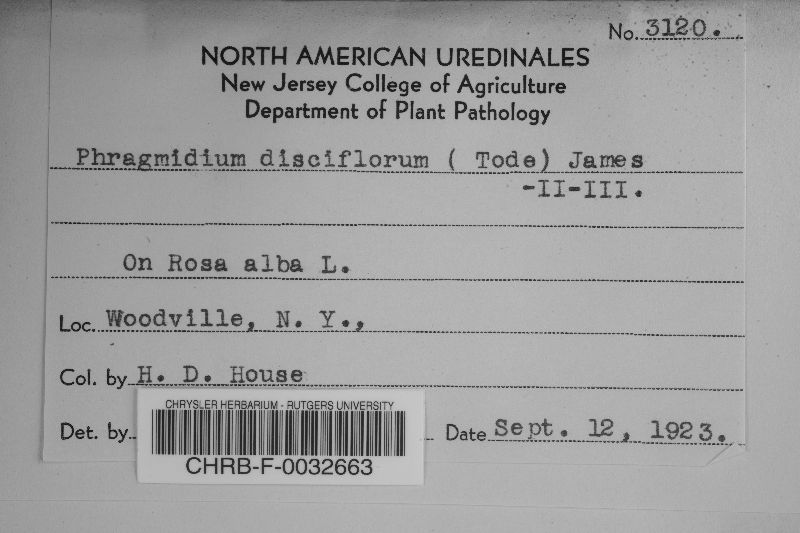 No. 3120.
NORTH AMERICAN UREDINALES
New Jersey College of Agriculture
Department of Plant Pathology
Phragmidium disciflorum ( Tode) James
-II-III.
On Rosa alba L.
Loc. Woodville, N. Y.,
Col. by H. D. House
Det. by Date Sept. 12, 1923.
CHRYSLER HERBARIUM - RUTGERS UNIVERSITY
CHRB-F-0032663